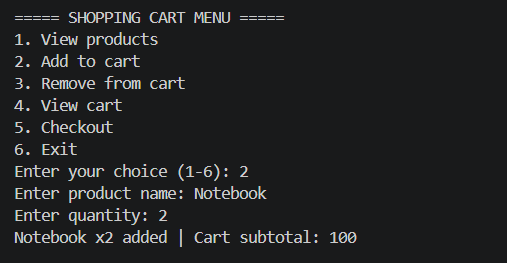 ===== SHOPPING CART MENU =====
1. View products
2. Add to cart
3. Remove from cart
4. View cart
5. Checkout
6. Exit
Enter your choice (1-6): 2
Enter product name: Notebook
Enter quantity: 2
Notebook x2 added | Cart subtotal: 100